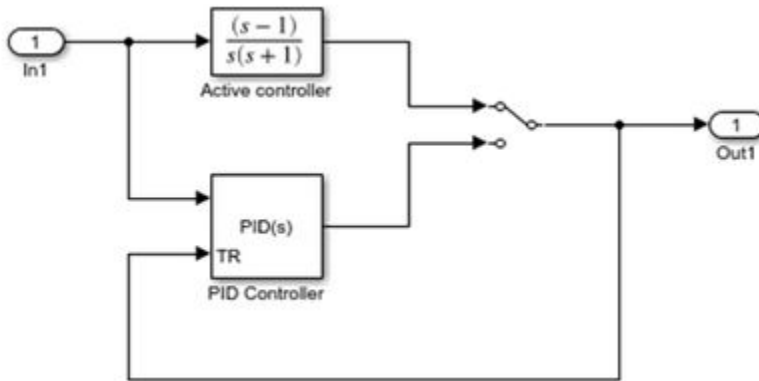 1
In1
(s − 1)
s(s + 1)
Active controller
PID(s)
TR
PID Controller
1
Out1